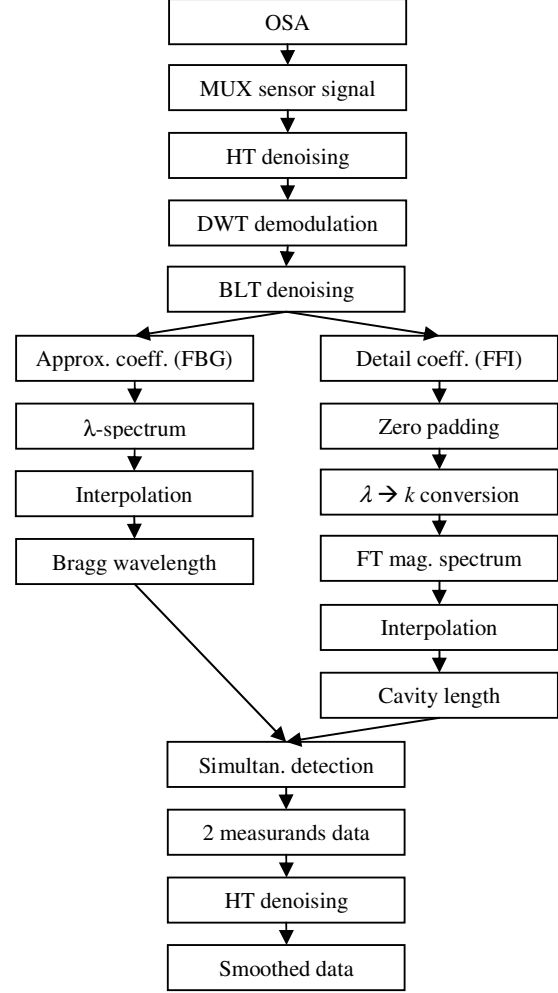 OSA
MUX sensor signal
HT denoising
DWT demodulation
BLT denoising
Approx. coeff. (FBG)
λ-spectrum
Interpolation
Bragg wavelength
Detail coeff. (FFI)
Zero padding
λ → k conversion
FT mag. spectrum
Interpolation
Cavity length
Simultan. detection
2 measurands data
HT denoising
Smoothed data